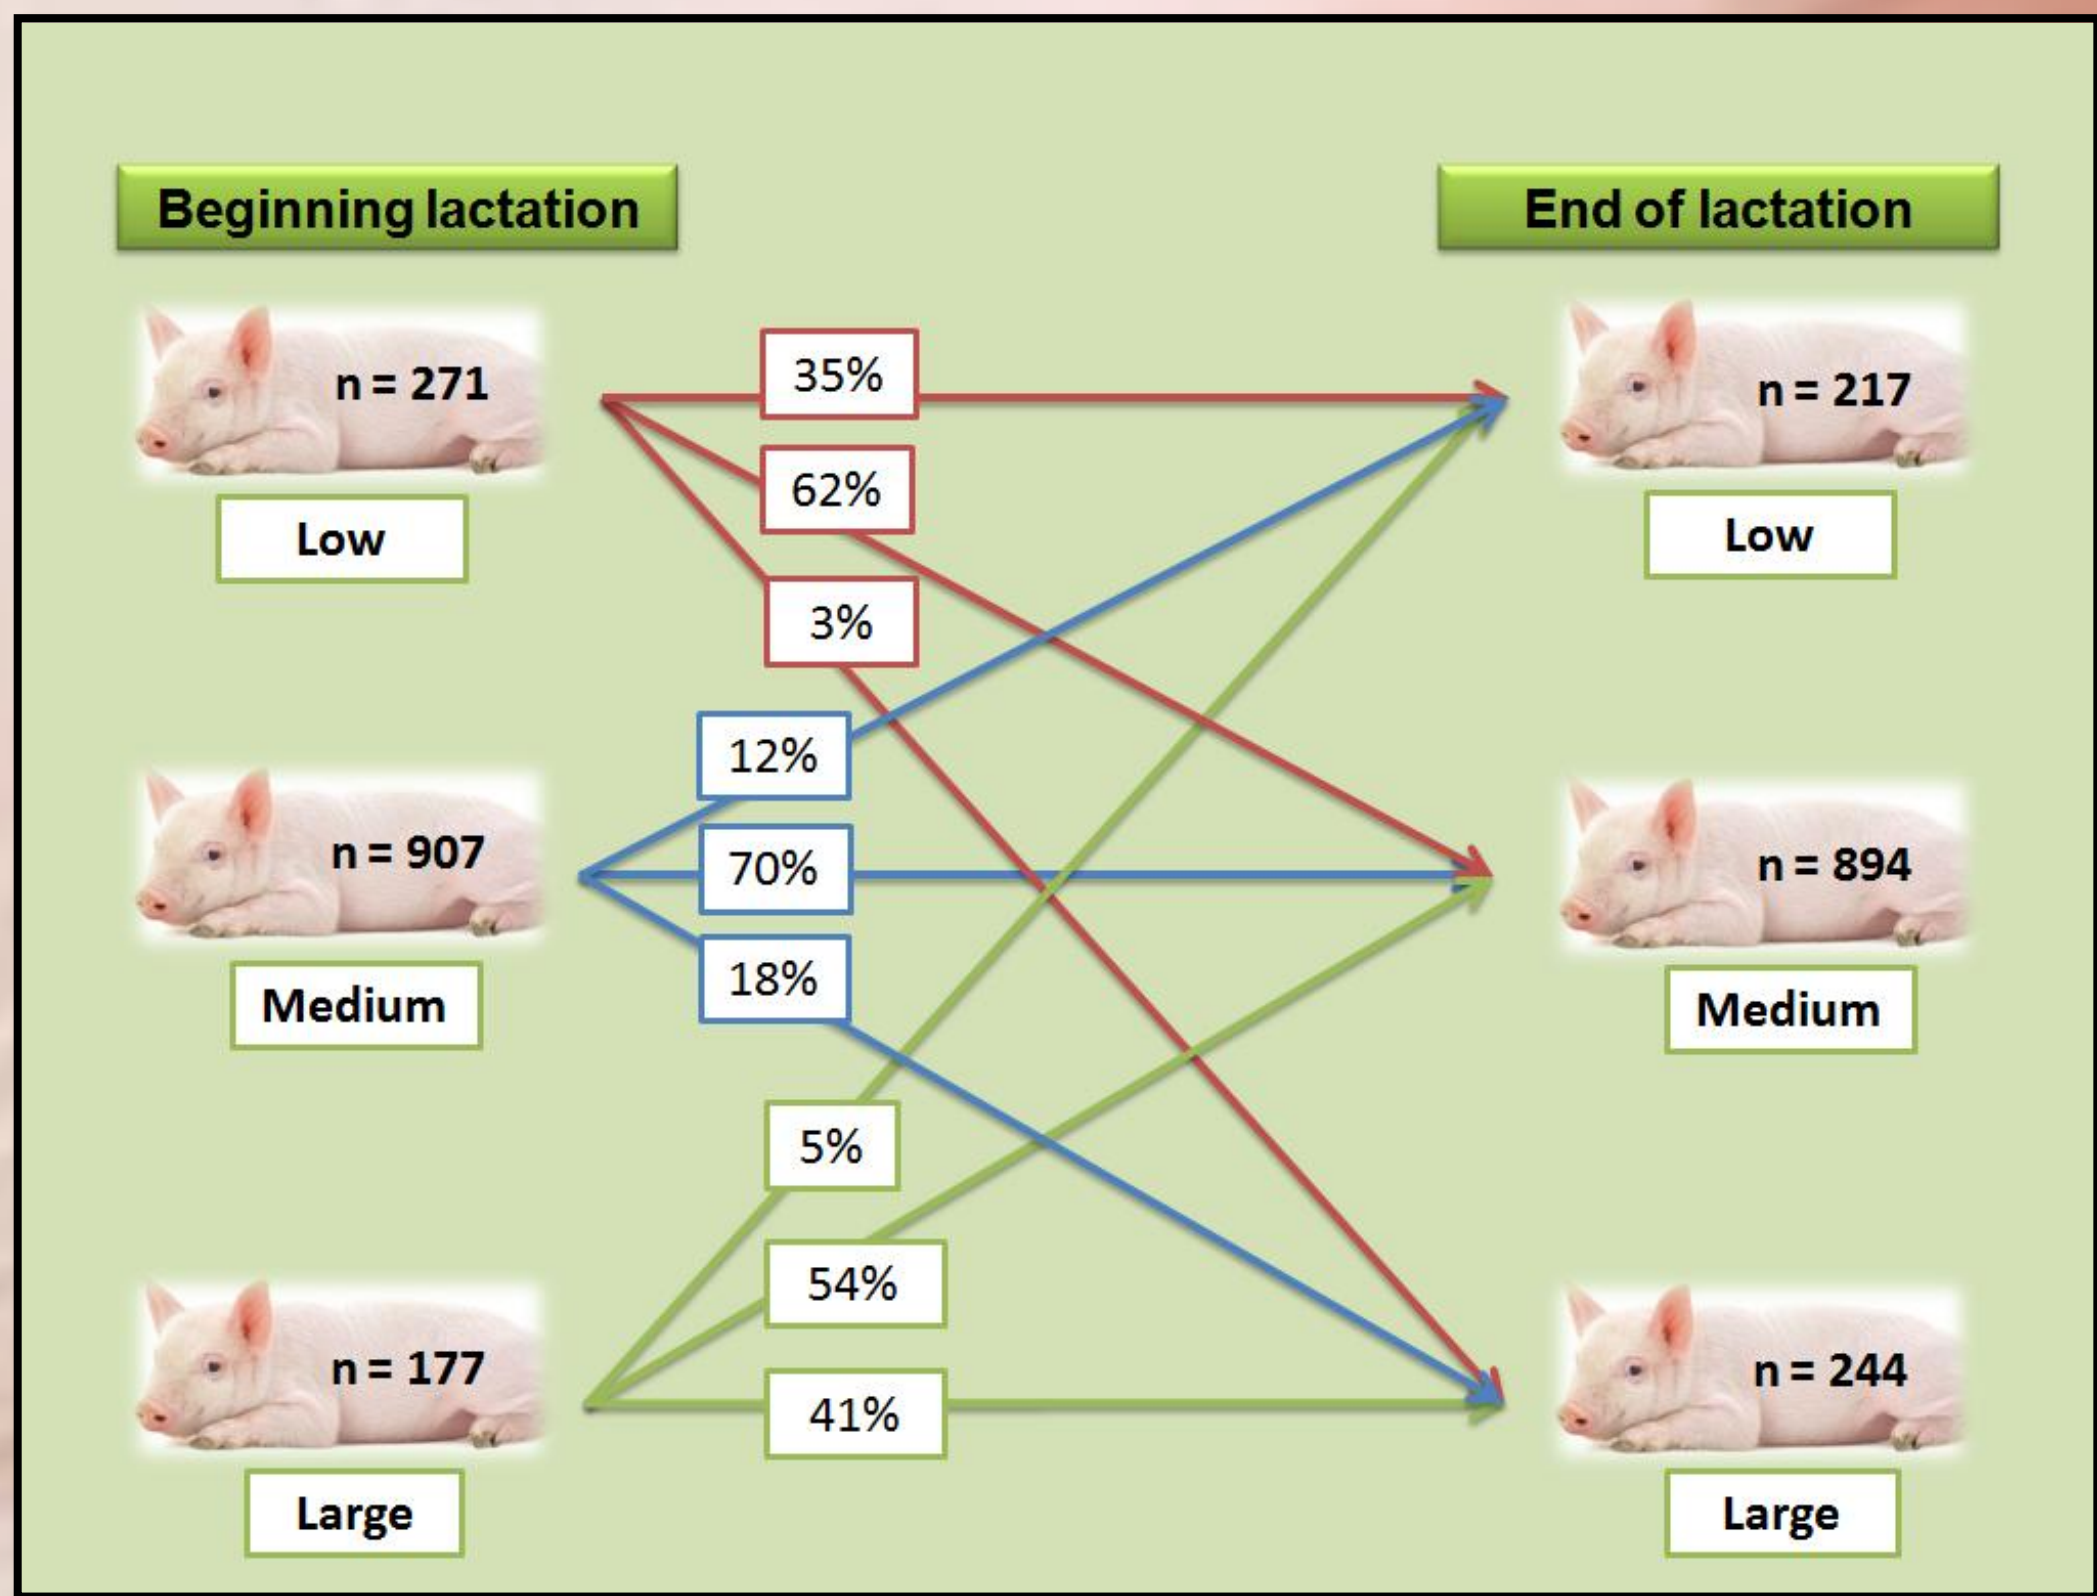 Beginning lactation
End of lactation
n = 271
35%
n = 217
62%
Low
Low
3%
12%
n = 907
70%
n = 894
18%
Medium
Medium
5%
54%
n = 177
41%
n = 244
Large
Large